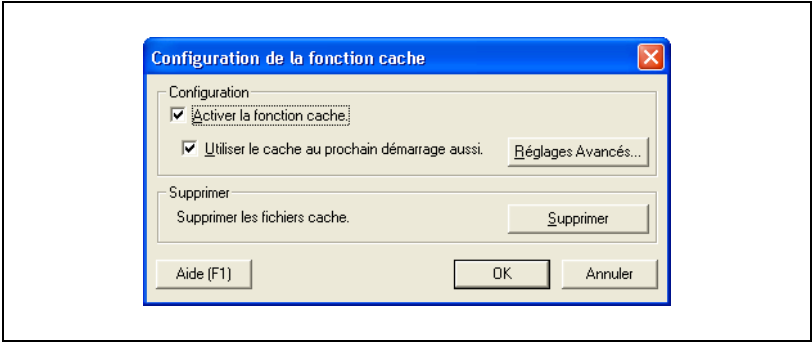 Configuration de la fonction cache
Configuration
Activer la fonction cache.
Utiliser le cache au prochain démarrage aussi.
Réglages Avancés...
Supprimer
Supprimer les fichiers cache.
Supprimer
Aide (F1)
OK
Annuler